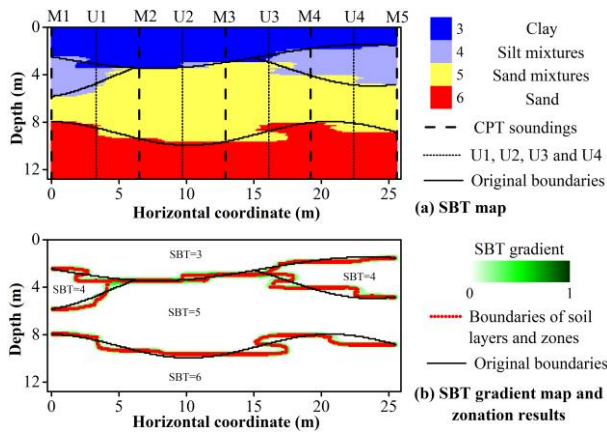 M1 U1 M2 U2 M3 U3 M4 U4 M5
0
4
8
12
Depth (m)
0 5 10 15 20 25
Horizontal coordinate (m)
3 Clay
4 Silt mixtures
5 Sand mixtures
6 Sand
CPT soundings
U1, U2, U3 and U4
Original boundaries
(a) SBT map
0
4
8
12
Depth (m)
SBT=3
SBT=4
SBT=4
SBT=5
SBT=6
0 5 10 15 20 25
Horizontal coordinate (m)
SBT gradient
0 1
Boundaries of soil
layers and zones
Original boundaries
(b) SBT gradient map and
zonation results